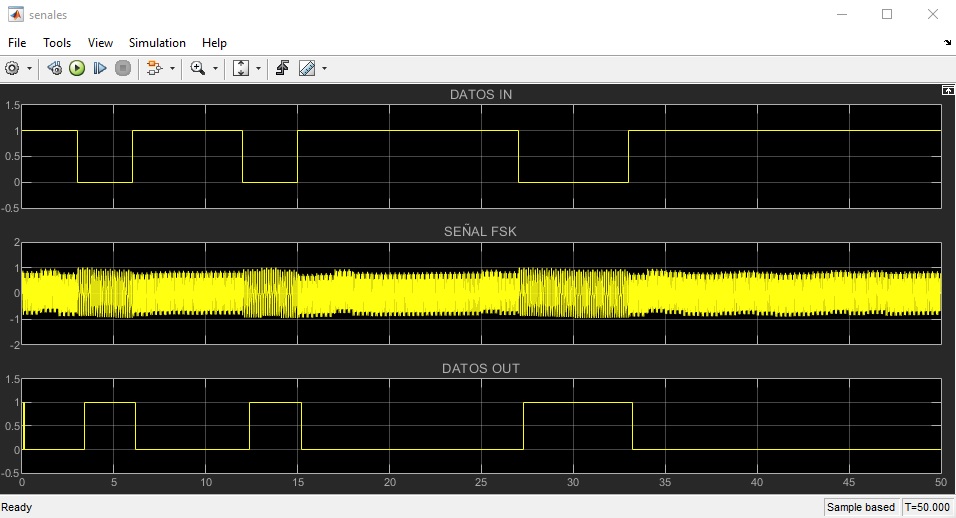 senales
File Tools View Simulation Help
DATOS IN
1.5
1
0.5
0
-0.5
SEÑAL FSK
2
1
0
-1
-2
DATOS OUT
1.5
1
0.5
0
-0.5
0 5 10 15 20 25 30 35 40 45 50
Ready Sample based T=50.000